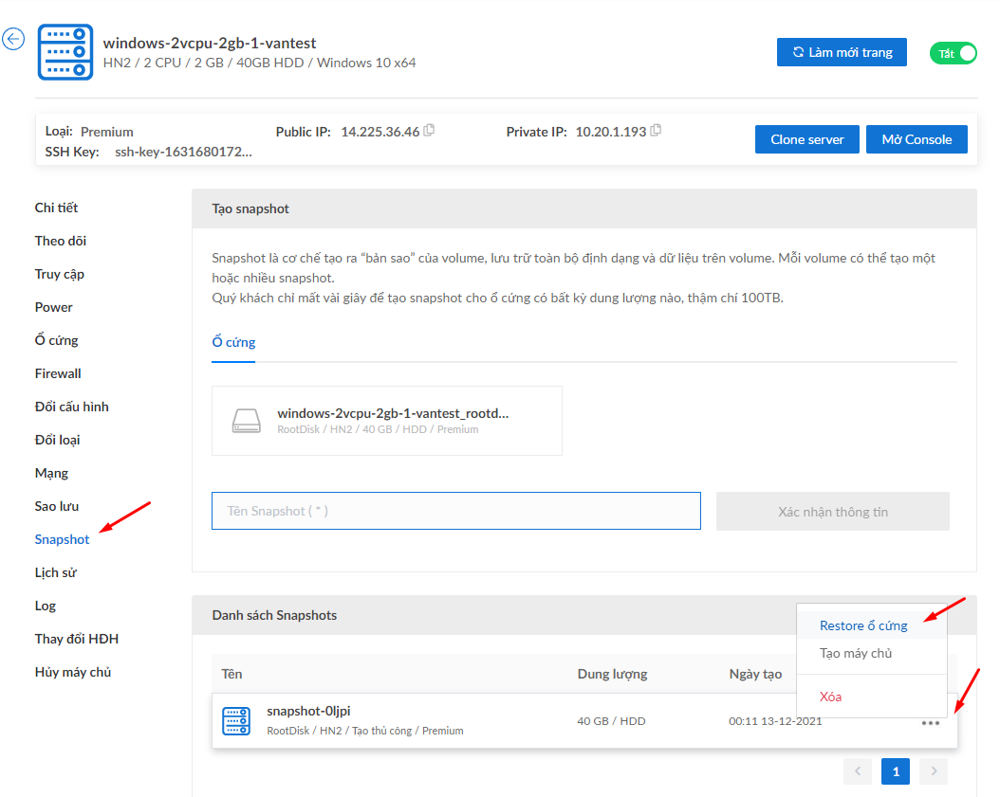 windows-2vcpu-2gb-1-vantest
HN2 / 2 CPU / 2 GB / 40GB HDD / Windows 10 x64
Làm mới trang
Tắt
Loại: Premium
Public IP: 14.225.36.46
Private IP: 10.20.1.193
SSH Key: ssh-key-1631680172...
Clone server
Mở Console
Chi tiết
Theo dõi
Truy cập
Power
Ổ cứng
Firewall
Đổi cấu hình
Đổi loại
Mạng
Sao lưu
Snapshot
Lịch sử
Log
Thay đổi HĐH
Hủy máy chủ
Tạo snapshot
Snapshot là cơ chế tạo ra “bản sao” của volume, lưu trữ toàn bộ định dạng và dữ liệu trên volume. Mỗi volume có thể tạo một
hoặc nhiều snapshot.
Quý khách chỉ mất vài giây để tạo snapshot cho ổ cứng có bất kỳ dung lượng nào, thậm chí 100TB.
Ổ cứng
windows-2vcpu-2gb-1-vantest_rootd...
RootDisk / HN2 / 40 GB / HDD / Premium
Tên Snapshot ( * )
Xác nhận thông tin
Danh sách Snapshots
Restore ổ cứng
Tạo máy chủ
Xóa
Tên
Dung lượng
Ngày tạo
snapshot-0ljpi
RootDisk / HN2 / Tạo thủ công / Premium
40 GB / HDD
00:11 13-12-2021
1